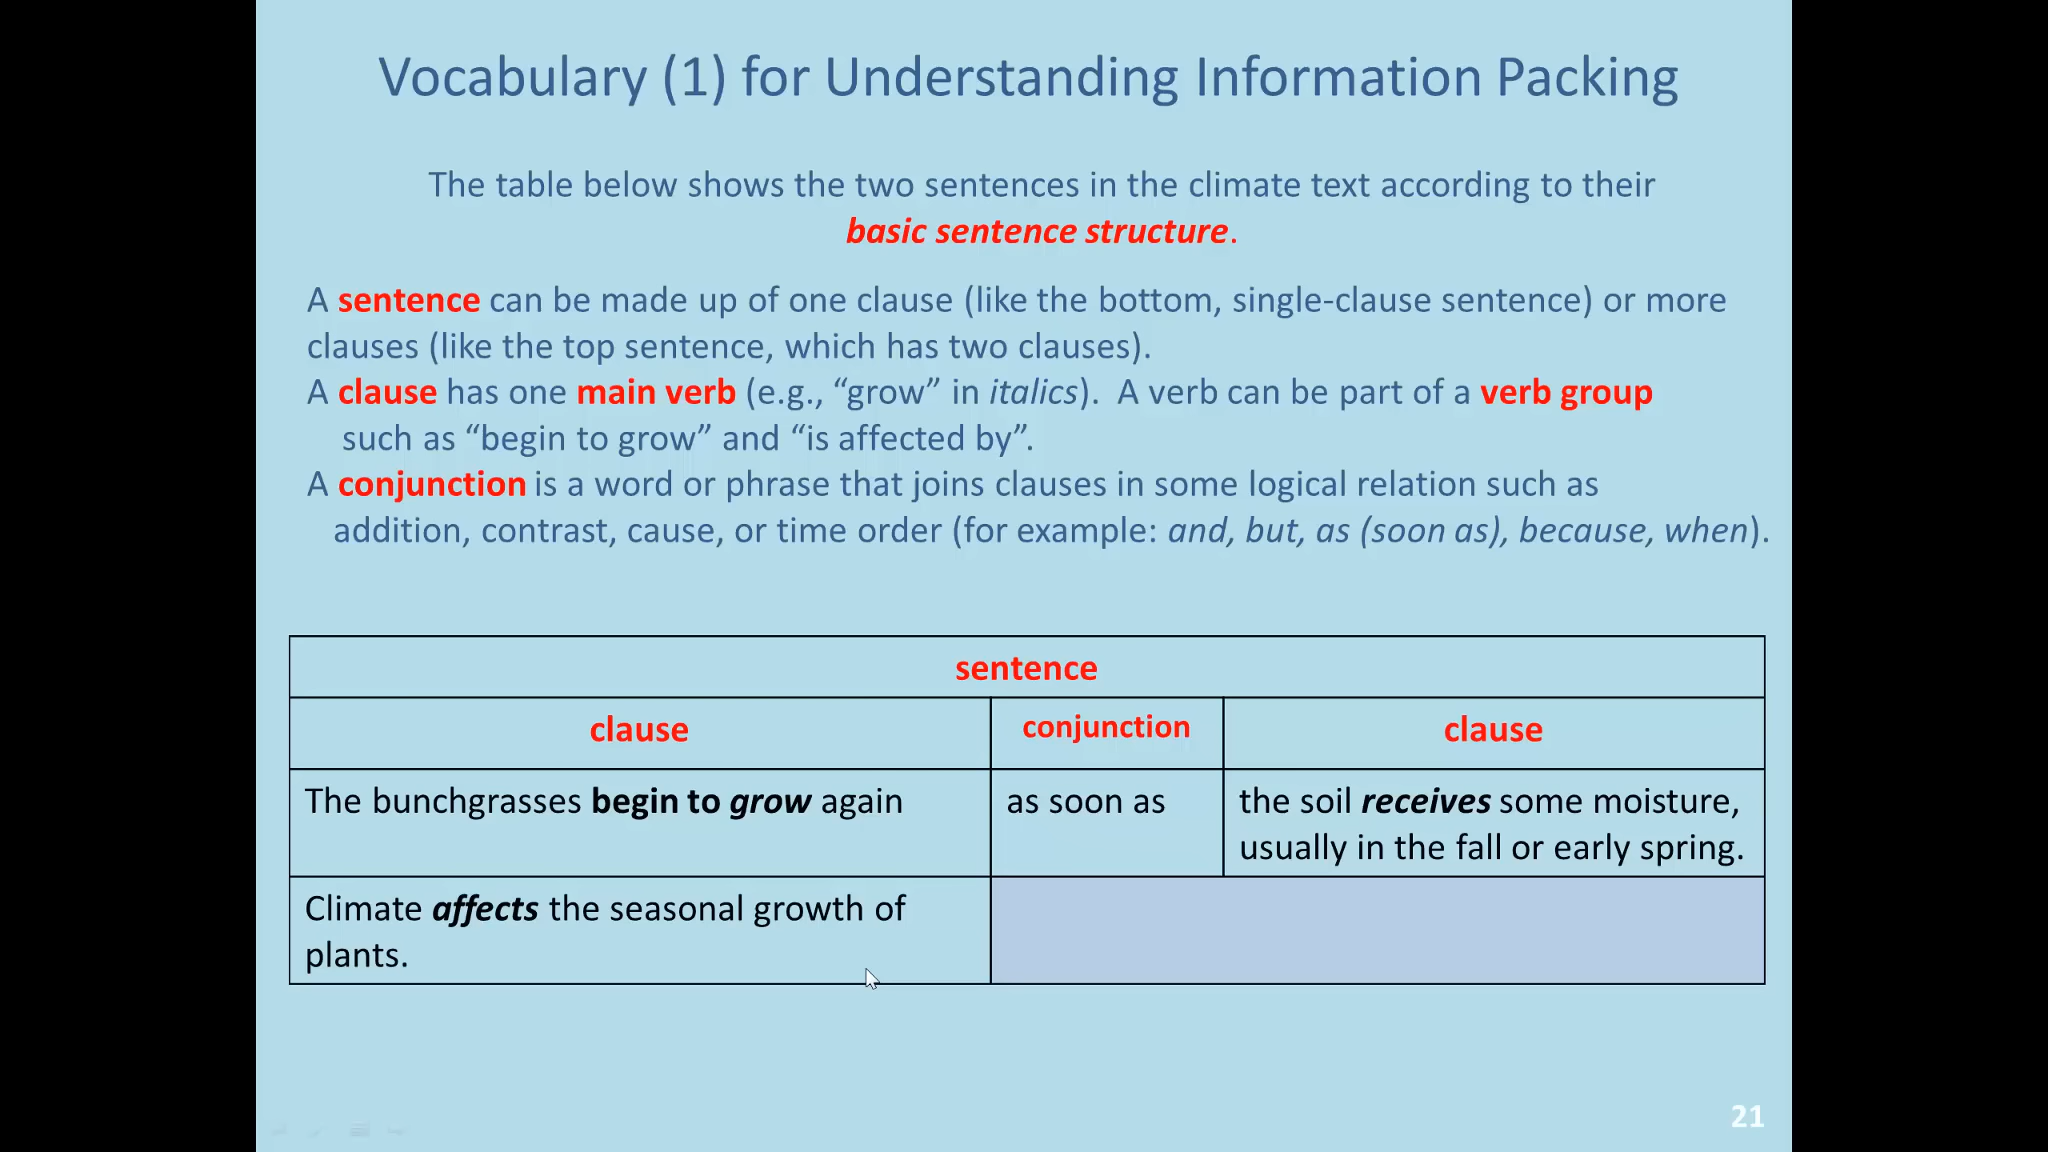 Vocabulary (1) for Understanding Information Packing
The table below shows the two sentences in the climate text according to their
basic sentence structure.
A sentence can be made up of one clause (like the bottom, single-clause sentence) or more
clauses (like the top sentence, which has two clauses).
A clause has one main verb (e.g., “grow” in italics). A verb can be part of a verb group
such as “begin to grow” and “is affected by”.
A conjunction is a word or phrase that joins clauses in some logical relation such as
addition, contrast, cause, or time order (for example: and, but, as (soon as), because, when).
sentence
clause conjunction clause
The bunchgrasses begin to grow again as soon as the soil receives some moisture,
usually in the fall or early spring.
Climate affects the seasonal growth of
plants.
21